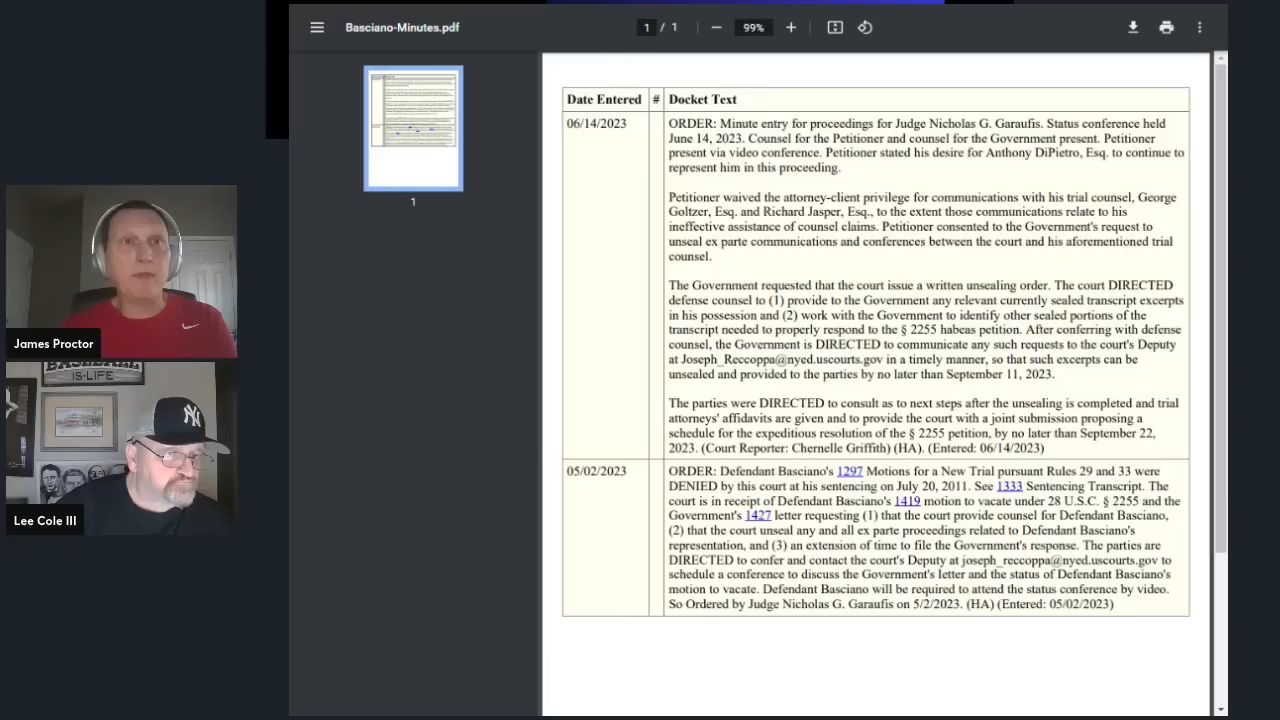 Basciano-Minutes.pdf
1 / 1
99%
1
Date Entered # Docket Text
06/14/2023
ORDER: Minute entry for proceedings for Judge Nicholas G. Garaufis. Status conference held
June 14, 2023. Counsel for the Petitioner and counsel for the Government present. Petitioner
present via video conference. Petitioner stated his desire for Anthony DiPietro, Esq. to continue to
represent him in this proceeding.
Petitioner waived the attorney-client privilege for communications with his trial counsel, George
Goltzer, Esq. and Richard Jasper, Esq., to the extent those communications relate to his
ineffective assistance of counsel claims. Petitioner consented to the Government's request to
unseal ex parte communications and conferences between the court and his aforementioned trial
counsel.
The Government requested that the court issue a written unsealing order. The court DIRECTED
defense counsel to (1) provide to the Government any relevant currently sealed transcript excerpts
in his possession and (2) work with the Government to identify other sealed portions of the
transcript needed to properly respond to the § 2255 habeas petition. After conferring with defense
counsel, the Government is DIRECTED to communicate any such requests to the court's Deputy
at Joseph_Reccoppa@nyed.uscourts.gov in a timely manner, so that such excerpts can be
unsealed and provided to the parties by no later than September 11, 2023.
The parties were DIRECTED to consult as to next steps after the unsealing is completed and trial
attorneys' affidavits are given and to provide the court with a joint submission proposing a
schedule for the expeditious resolution of the § 2255 petition, by no later than September 22,
2023. (Court Reporter: Chernelle Griffith) (HA). (Entered: 06/14/2023)
05/02/2023
ORDER: Defendant Basciano's 1297 Motions for a New Trial pursuant Rules 29 and 33 were
DENIED by this court at his sentencing on July 20, 2011. See 1333 Sentencing Transcript. The
court is in receipt of Defendant Basciano's 1419 motion to vacate under 28 U.S.C. § 2255 and the
Government's 1427 letter requesting (1) that the court provide counsel for Defendant Basciano,
(2) that the court unseal any and all ex parte proceedings related to Defendant Basciano's
representation, and (3) an extension of time to file the Government's response. The parties are
DIRECTED to confer and contact the court's Deputy at joseph_reccoppa@nyed.uscourts.gov to
schedule a conference to discuss the Government's letter and the status of Defendant Basciano's
motion to vacate. Defendant Basciano will be required to attend the status conference by video.
So Ordered by Judge Nicholas G. Garaufis on 5/2/2023. (HA) (Entered: 05/02/2023)
James Proctor
BASEBALL
IS·LIFE
NY
Lee Cole III